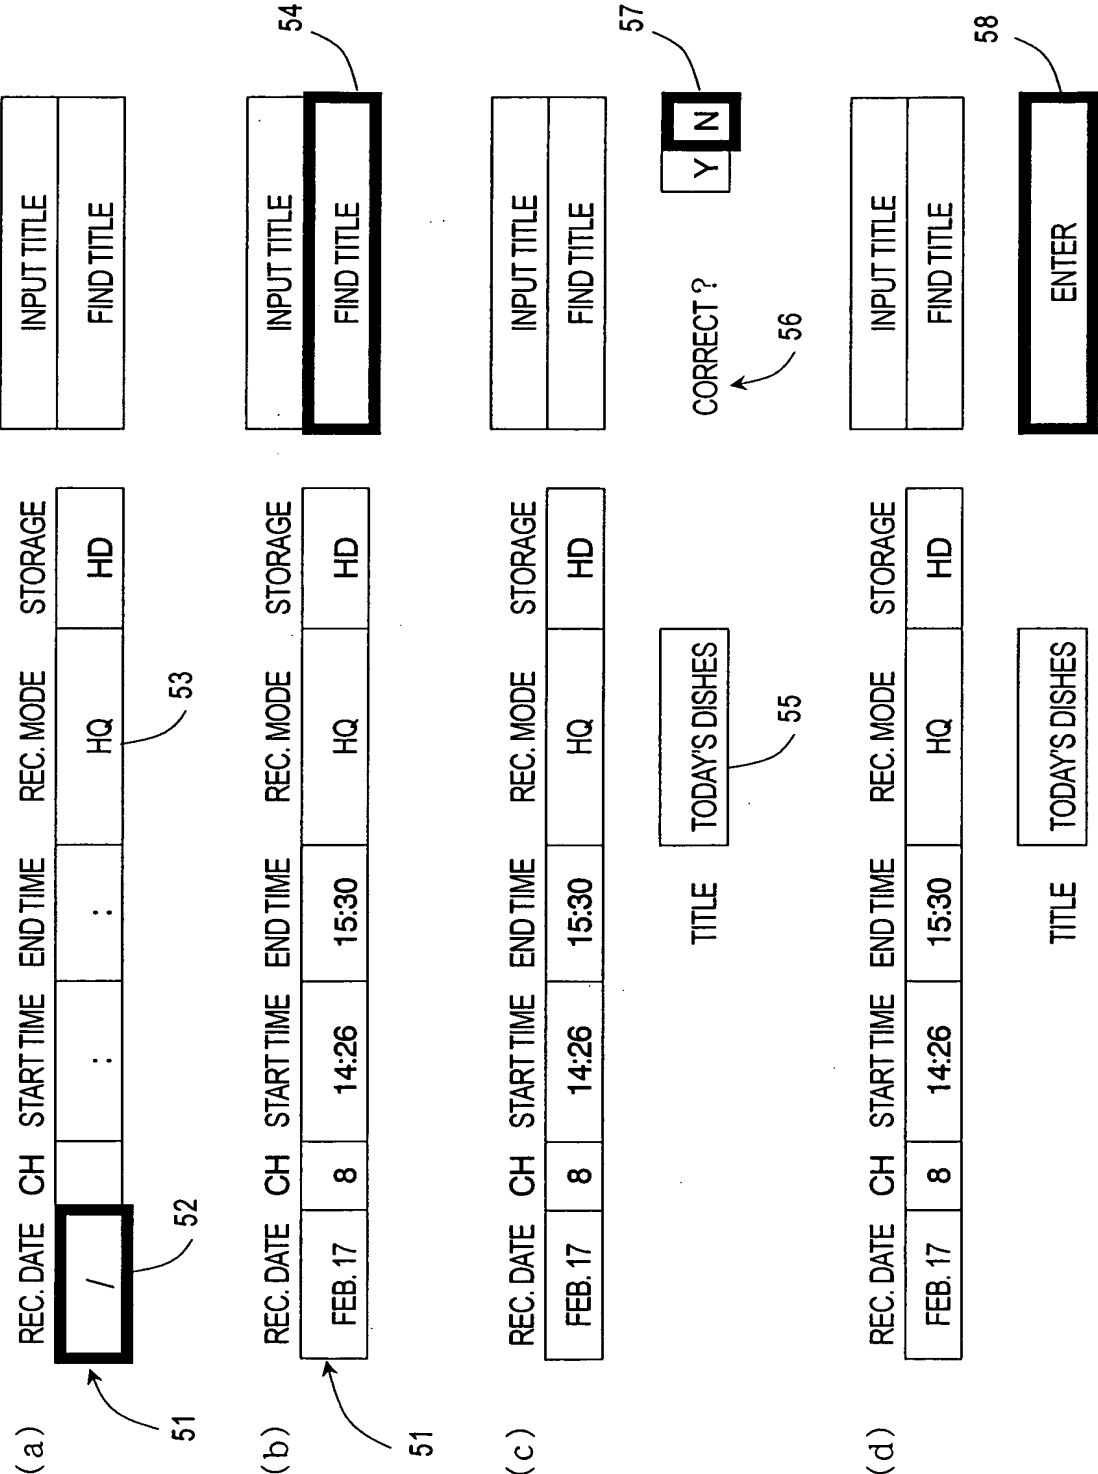 (a)
REC. DATE CH START TIME END TIME REC. MODE STORAGE INPUT TITLE
/ : : HQ HD FIND TITLE
51 52 53
(b)
REC. DATE CH START TIME END TIME REC. MODE STORAGE INPUT TITLE
FEB. 17 8 14:26 15:30 HQ HD FIND TITLE
51 54
(c)
REC. DATE CH START TIME END TIME REC. MODE STORAGE INPUT TITLE
FEB. 17 8 14:26 15:30 HQ HD FIND TITLE
57
TITLE TODAY'S DISHES CORRECT ? Y N
55 56
(d)
REC. DATE CH START TIME END TIME REC. MODE STORAGE INPUT TITLE
FEB. 17 8 14:26 15:30 HQ HD FIND TITLE
58
TITLE TODAY'S DISHES ENTER